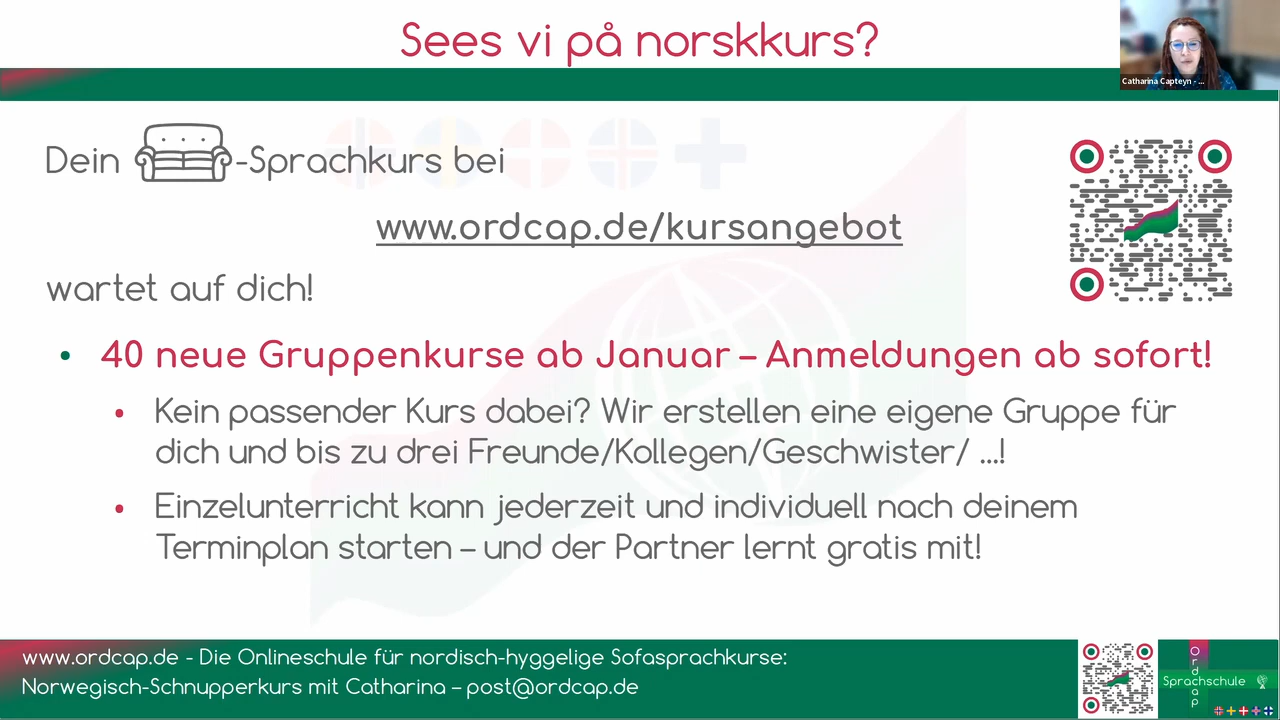 Sees vi på norskkurs?
Catharina Capteyn - ...
Dein -Sprachkurs bei
www.ordcap.de/kursangebot
wartet auf dich!
• 40 neue Gruppenkurse ab Januar – Anmeldungen ab sofort!
• Kein passender Kurs dabei? Wir erstellen eine eigene Gruppe für
dich und bis zu drei Freunde/Kollegen/Geschwister/ ...!
• Einzelunterricht kann jederzeit und individuell nach deinem
Terminplan starten – und der Partner lernt gratis mit!
www.ordcap.de - Die Onlineschule für nordisch-hyggelige Sofasprachkurse:
Norwegisch-Schnupperkurs mit Catharina – post@ordcap.de
Ordcap
Sprachschule